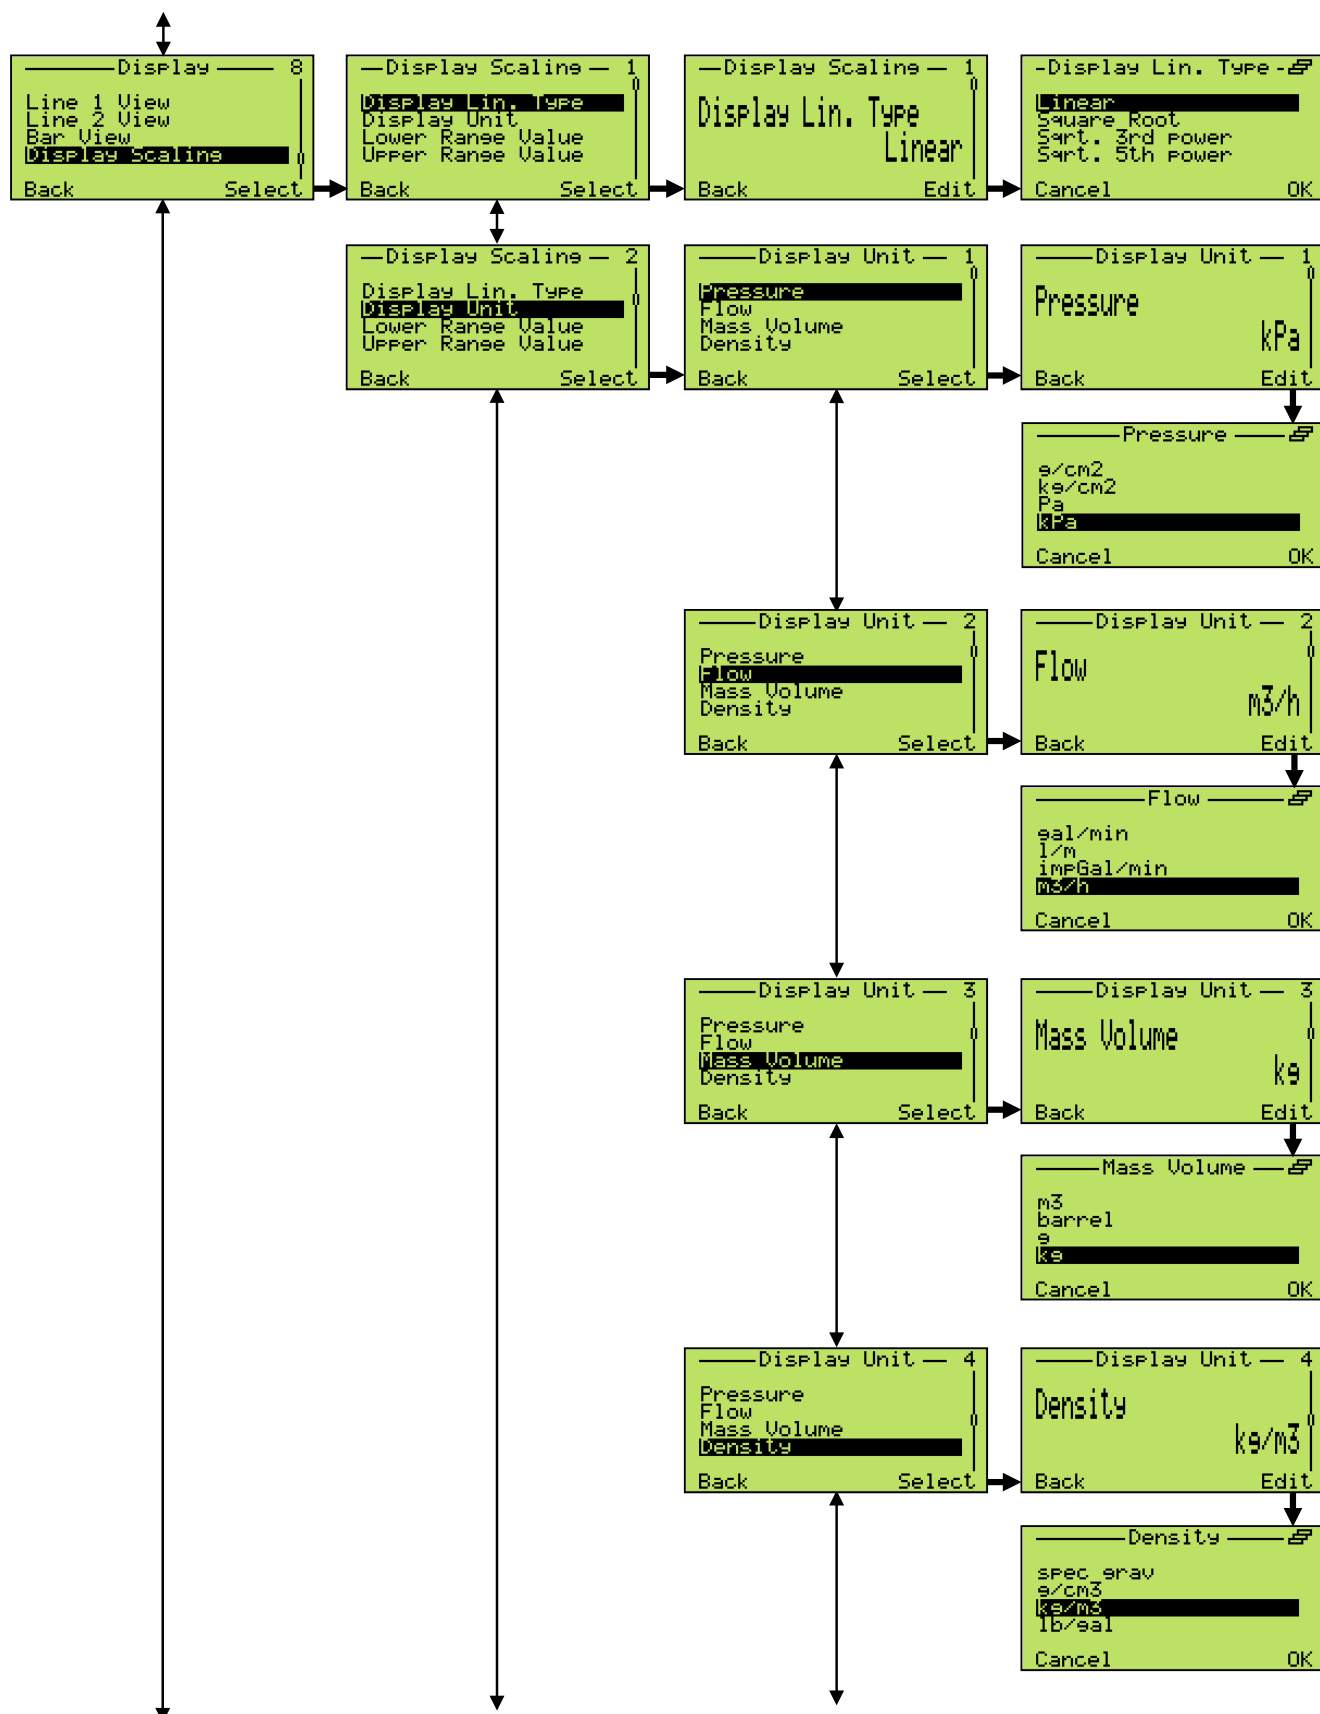 Display 8
Line 1 View
Line 2 View
Bar View
Display Scaling
Back Select
Display Scaling 1
Display Lin. Type
Display Unit
Lower Range Value
Upper Range Value
Back Select
Display Scaling 1
Display Lin. Type
Linear
Back Edit
Display Lin. Type
Linear
Square Root
Sqrt. 3rd power
Sqrt. 5th power
Cancel OK
Display Scaling 2
Display Lin. Type
Display Unit
Lower Range Value
Upper Range Value
Back Select
Display Unit 1
Pressure
Flow
Mass Volume
Density
Back Select
Display Unit 1
Pressure
kPa
Back Edit
Pressure
g/cm2
kg/cm2
Pa
kPa
Cancel OK
Display Unit 2
Pressure
Flow
Mass Volume
Density
Back Select
Display Unit 2
Flow
m3/h
Back Edit
Flow
gal/min
l/m
impGal/min
m3/h
Cancel OK
Display Unit 3
Pressure
Flow
Mass Volume
Density
Back Select
Display Unit 3
Mass Volume
kg
Back Edit
Mass Volume
m3
barrel
g
kg
Cancel OK
Display Unit 4
Pressure
Flow
Mass Volume
Density
Back Select
Display Unit 4
Density
kg/m3
Back Edit
Density
spec grav
g/cm3
kg/m3
lb/gal
Cancel OK